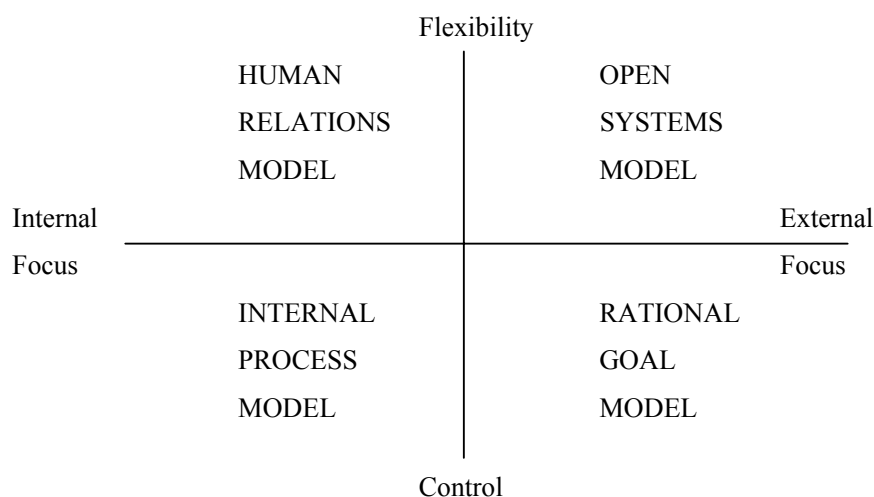 Flexibility
HUMAN
RELATIONS
MODEL
OPEN
SYSTEMS
MODEL
Internal
Focus
External
Focus
INTERNAL
PROCESS
MODEL
RATIONAL
GOAL
MODEL
Control